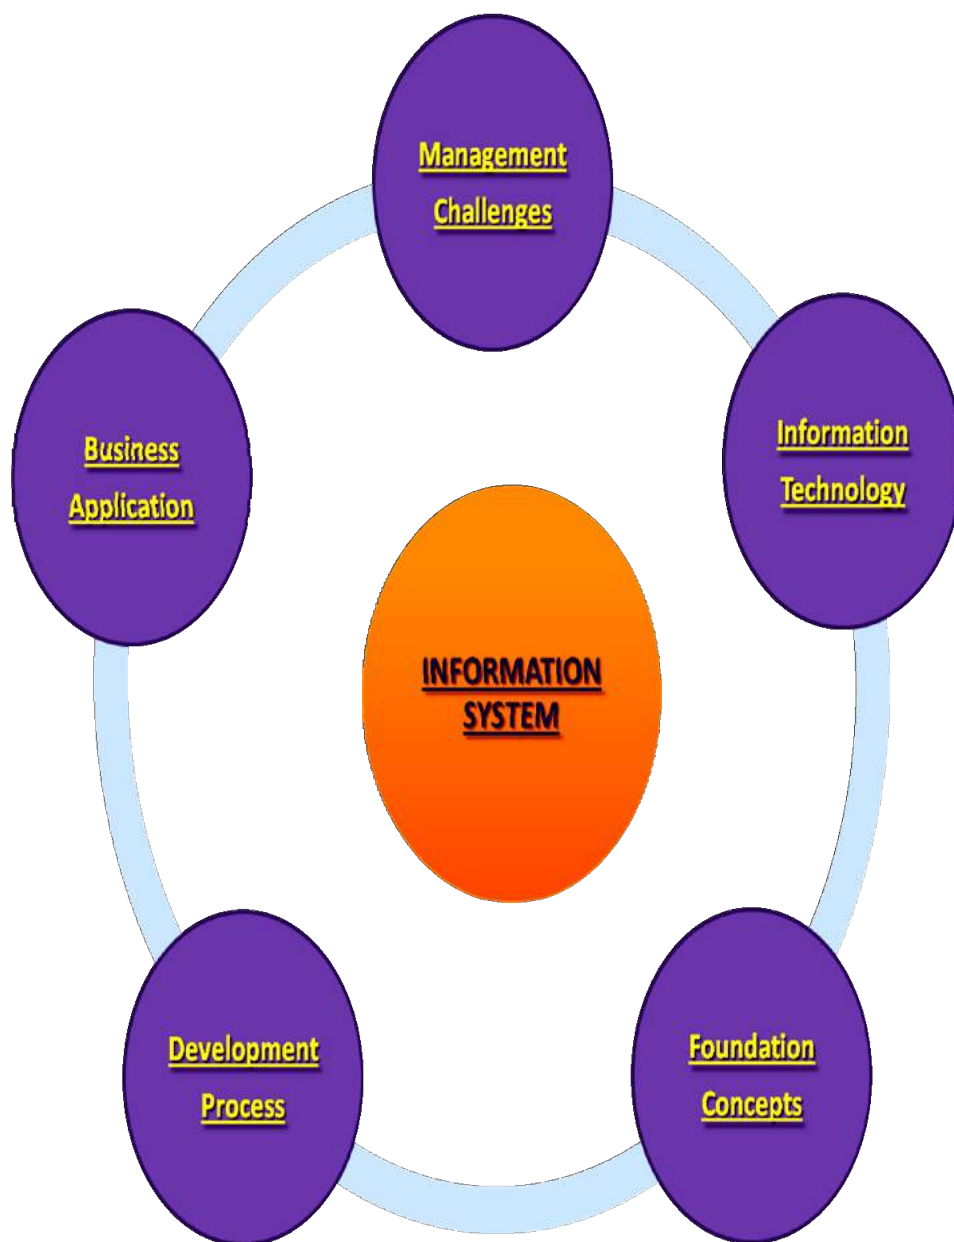 Management
Challenges
Business
Application
Information
Technology
INFORMATION
SYSTEM
Development
Process
Foundation
Concepts